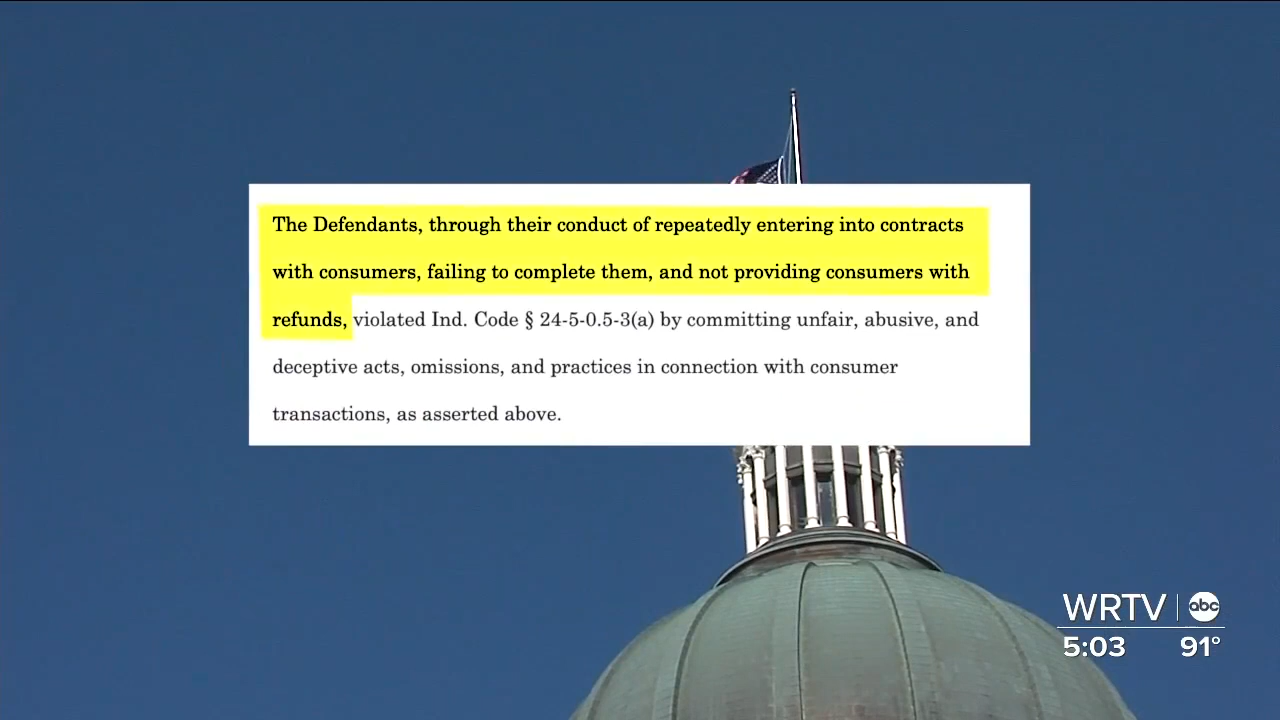 The Defendants, through their conduct of repeatedly entering into contracts
with consumers, failing to complete them, and not providing consumers with
refunds, violated Ind. Code § 24-5-0.5-3(a) by committing unfair, abusive, and
deceptive acts, omissions, and practices in connection with consumer
transactions, as asserted above.
WRTV abc
5:03 91°